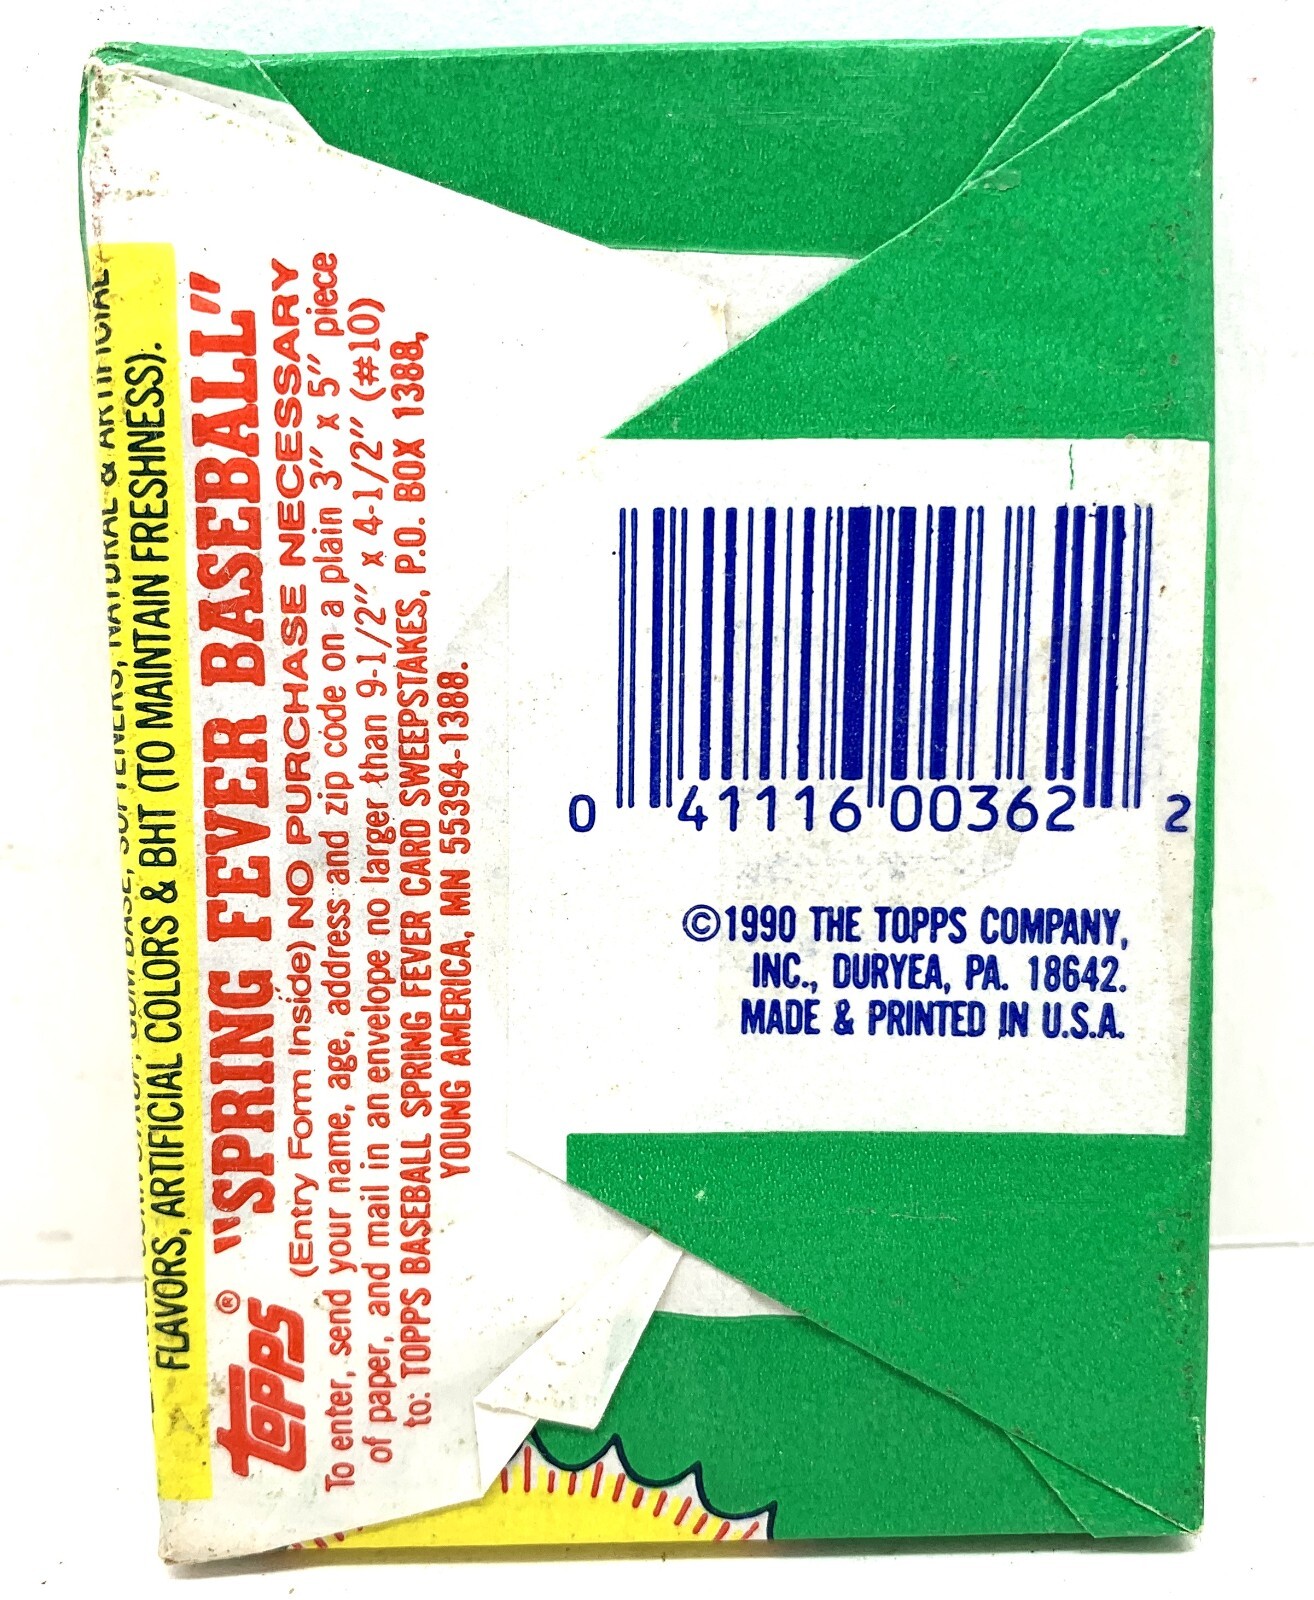 NATURAL & ARTIFICIAL
FLAVORS, ARTIFICIAL COLORS & BHT (TO MAINTAIN FRESHNESS).
TOPPS® "SPRING FEVER BASEBALL"
(Entry Form Inside) NO PURCHASE NECESSARY
To enter, send your name, age, address and zip code on a plain 3" x 5" piece
of paper, and mail in an envelope no larger than 9-1/2" x 4-1/2" (#10)
to: TOPPS BASEBALL SPRING FEVER CARD SWEEPSTAKES, P.O. BOX 1388,
YOUNG AMERICA, MN 55394-1388.
0 41116 00362 2
©1990 THE TOPPS COMPANY,
INC., DURYEA, PA. 18642.
MADE & PRINTED IN U.S.A.